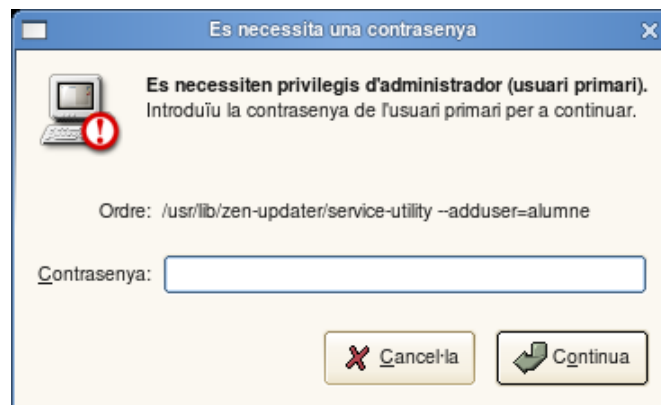 Es necessita una contrasenya
Es necessiten privilegis d'administrador (usuari primari).
Introduïu la contrasenya de l'usuari primari per a continuar.
Ordre: /usr/lib/zen-updater/service-utility --adduser=alumne
Contrasenya:
Cancel·la
Continua